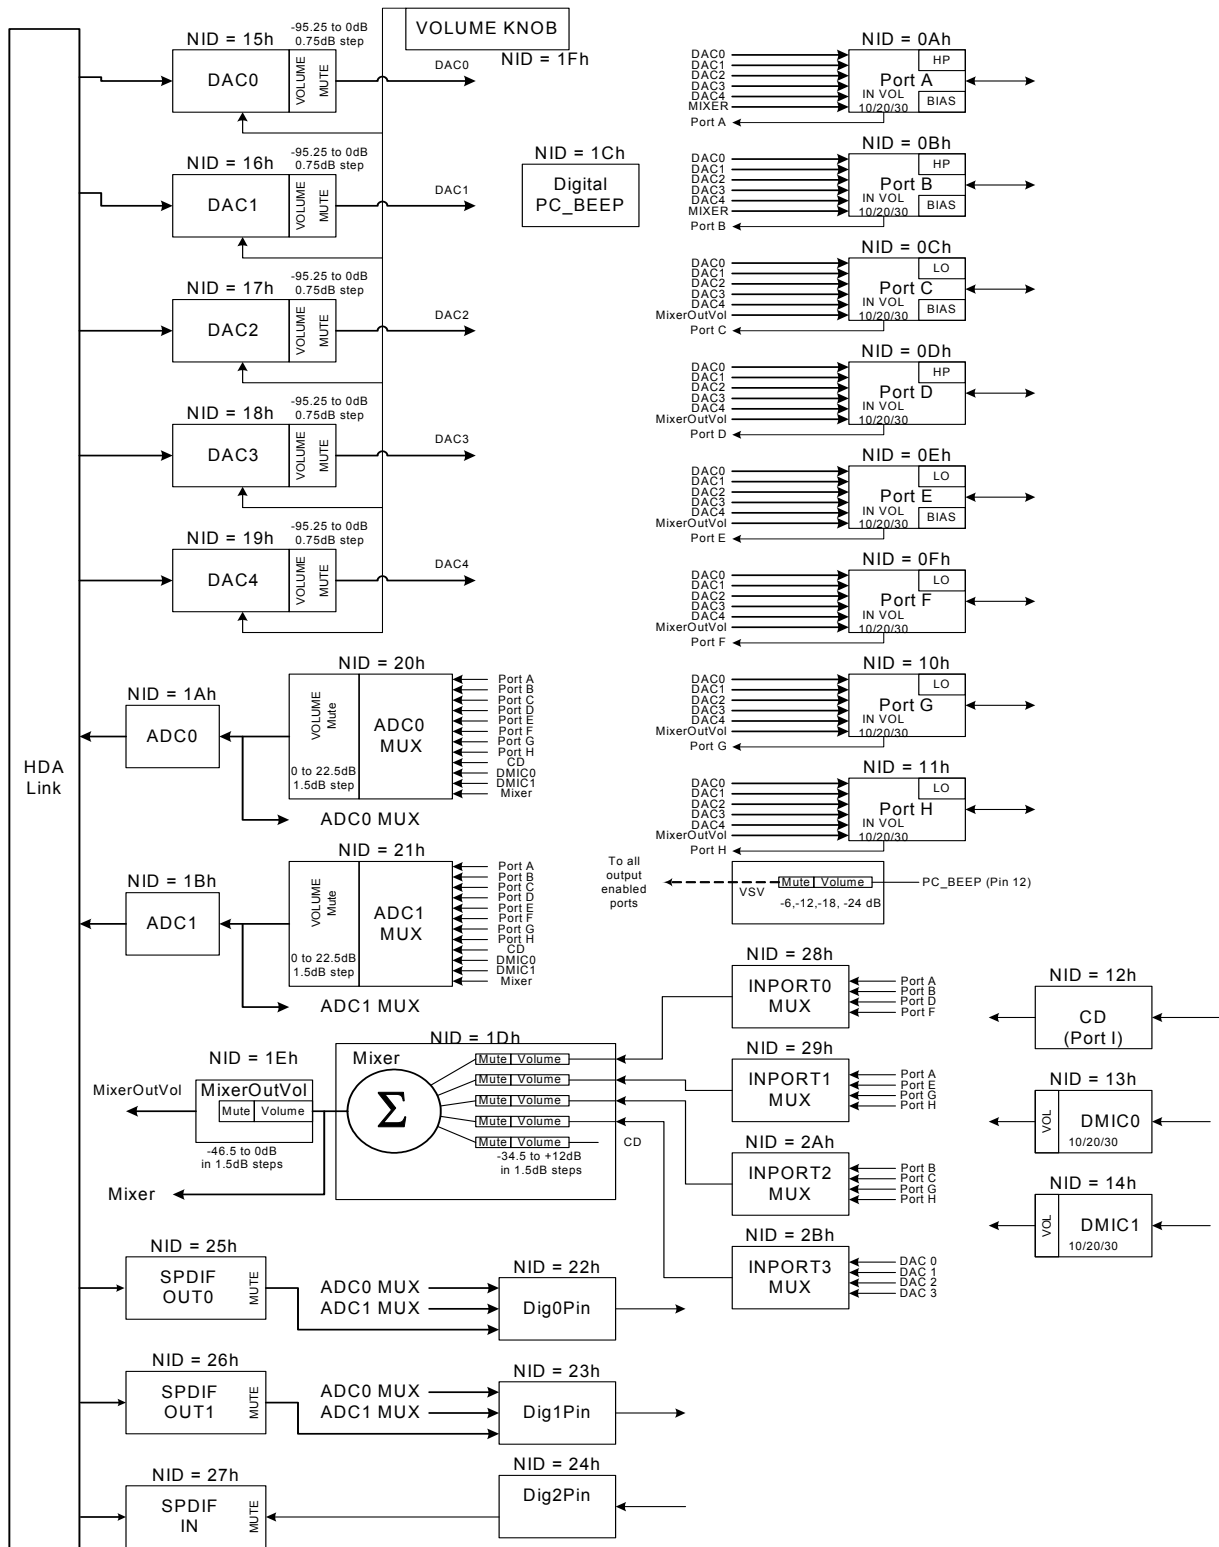 HDA
Link
VOLUME KNOB
NID = 1Fh
NID = 15h
-95.25 to 0dB
0.75dB step
DAC0
VOLUME
MUTE
DAC0
NID = 16h
-95.25 to 0dB
0.75dB step
DAC1
VOLUME
MUTE
DAC1
NID = 17h
-95.25 to 0dB
0.75dB step
DAC2
VOLUME
MUTE
DAC2
NID = 18h
-95.25 to 0dB
0.75dB step
DAC3
VOLUME
MUTE
DAC3
NID = 19h
-95.25 to 0dB
0.75dB step
DAC4
VOLUME
MUTE
DAC4
NID = 1Ch
Digital
PC_BEEP
NID = 0Ah
DAC0
DAC1
DAC2
DAC3
DAC4
MIXER
Port A
HP
Port A
IN VOL
10/20/30
BIAS
NID = 0Bh
DAC0
DAC1
DAC2
DAC3
DAC4
MIXER
Port B
HP
Port B
IN VOL
10/20/30
BIAS
NID = 0Ch
DAC0
DAC1
DAC2
DAC3
DAC4
MixerOutVol
Port C
LO
Port C
IN VOL
10/20/30
BIAS
NID = 0Dh
DAC0
DAC1
DAC2
DAC3
DAC4
MixerOutVol
Port D
HP
Port D
IN VOL
10/20/30
NID = 0Eh
DAC0
DAC1
DAC2
DAC3
DAC4
MixerOutVol
Port E
LO
Port E
IN VOL
10/20/30
BIAS
NID = 0Fh
DAC0
DAC1
DAC2
DAC3
DAC4
MixerOutVol
Port F
LO
Port F
IN VOL
10/20/30
NID = 10h
DAC0
DAC1
DAC2
DAC3
DAC4
MixerOutVol
Port G
LO
Port G
IN VOL
10/20/30
NID = 11h
DAC0
DAC1
DAC2
DAC3
DAC4
MixerOutVol
Port H
LO
Port H
IN VOL
10/20/30
NID = 1Ah
ADC0
NID = 20h
VOLUME
Mute
0 to 22.5dB
1.5dB step
ADC0
MUX
Port A
Port B
Port C
Port D
Port E
Port F
Port G
Port H
CD
DMIC0
DMIC1
Mixer
ADC0 MUX
NID = 1Bh
ADC1
NID = 21h
VOLUME
Mute
0 to 22.5dB
1.5dB step
ADC1
MUX
Port A
Port B
Port C
Port D
Port E
Port F
Port G
Port H
CD
DMIC0
DMIC1
Mixer
ADC1 MUX
To all
output
enabled
ports
VSV
Mute
Volume
-6,-12,-18, -24 dB
PC_BEEP (Pin 12)
NID = 1Dh
Mixer
Σ
Mute
Volume
Mute
Volume
Mute
Volume
Mute
Volume
Mute
Volume
CD
-34.5 to +12dB
in 1.5dB steps
NID = 1Eh
MixerOutVol
MixerOutVol
Mute
Volume
-46.5 to 0dB
in 1.5dB steps
Mixer
NID = 28h
INPORT0
MUX
Port A
Port B
Port D
Port F
NID = 29h
INPORT1
MUX
Port A
Port E
Port G
Port H
NID = 2Ah
INPORT2
MUX
Port B
Port C
Port G
Port H
NID = 2Bh
INPORT3
MUX
DAC 0
DAC 1
DAC 2
DAC 3
NID = 12h
CD
(Port I)
NID = 13h
VOL
DMIC0
10/20/30
NID = 14h
VOL
DMIC1
10/20/30
NID = 25h
SPDIF
OUT0
MUTE
ADC0 MUX
ADC1 MUX
NID = 22h
Dig0Pin
NID = 26h
SPDIF
OUT1
MUTE
ADC0 MUX
ADC1 MUX
NID = 23h
Dig1Pin
NID = 27h
SPDIF
IN
MUTE
NID = 24h
Dig2Pin